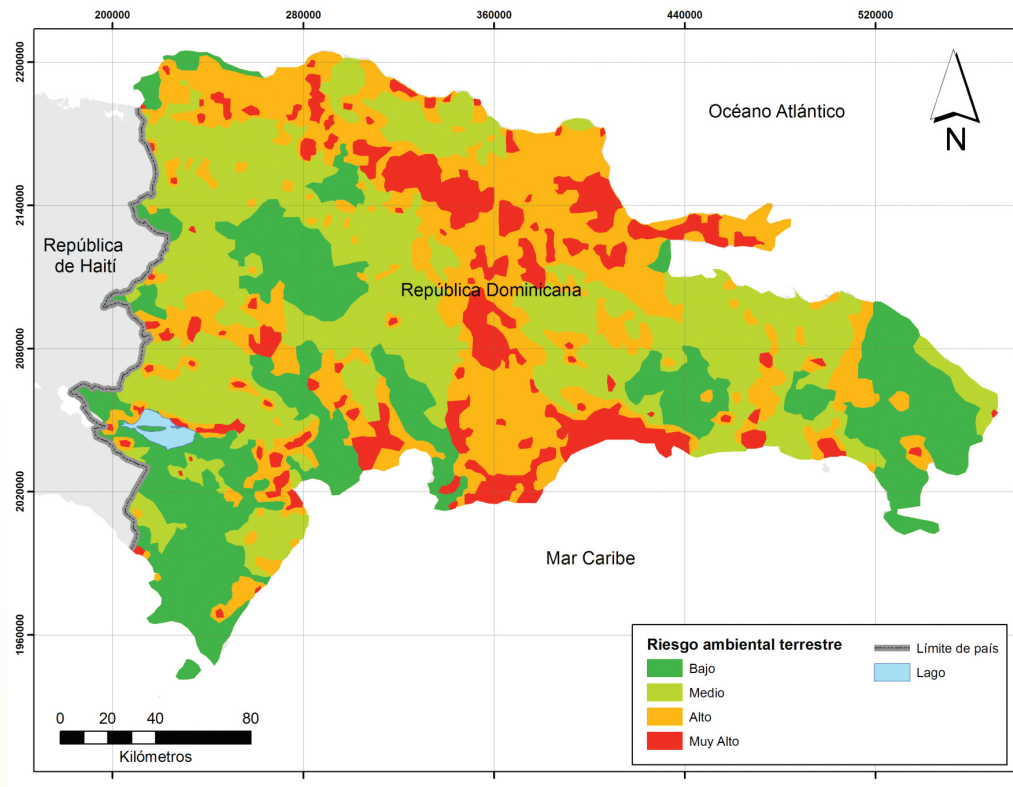 200000
280000
360000
440000
520000
2200000
2140000
2080000
2020000
1960000
Océano Atlántico
N
República
de Haití
República Dominicana
Mar Caribe
Riesgo ambiental terrestre
Bajo
Medio
Alto
Muy Alto
Límite de país
Lago
0 20 40 80
Kilómetros